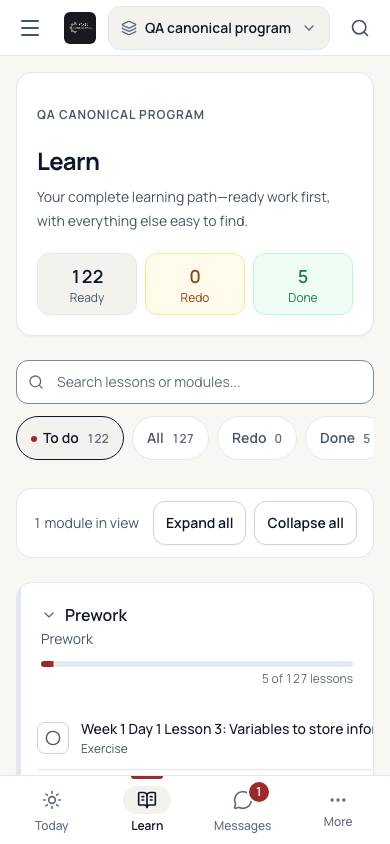 QA canonical program
QA CANONICAL PROGRAM
Learn
Your complete learning path—ready work first,
with everything else easy to find.
122 0 5
Ready Redo Done
Search lessons or modules...
To do 122 All 127 Redo 0 Done 5
1 module in view Expand all Collapse all
Prework
Prework
5 of 127 lessons
Week 1 Day 1 Lesson 3: Variables to store infor
Exercise
1
Today Learn Messages More